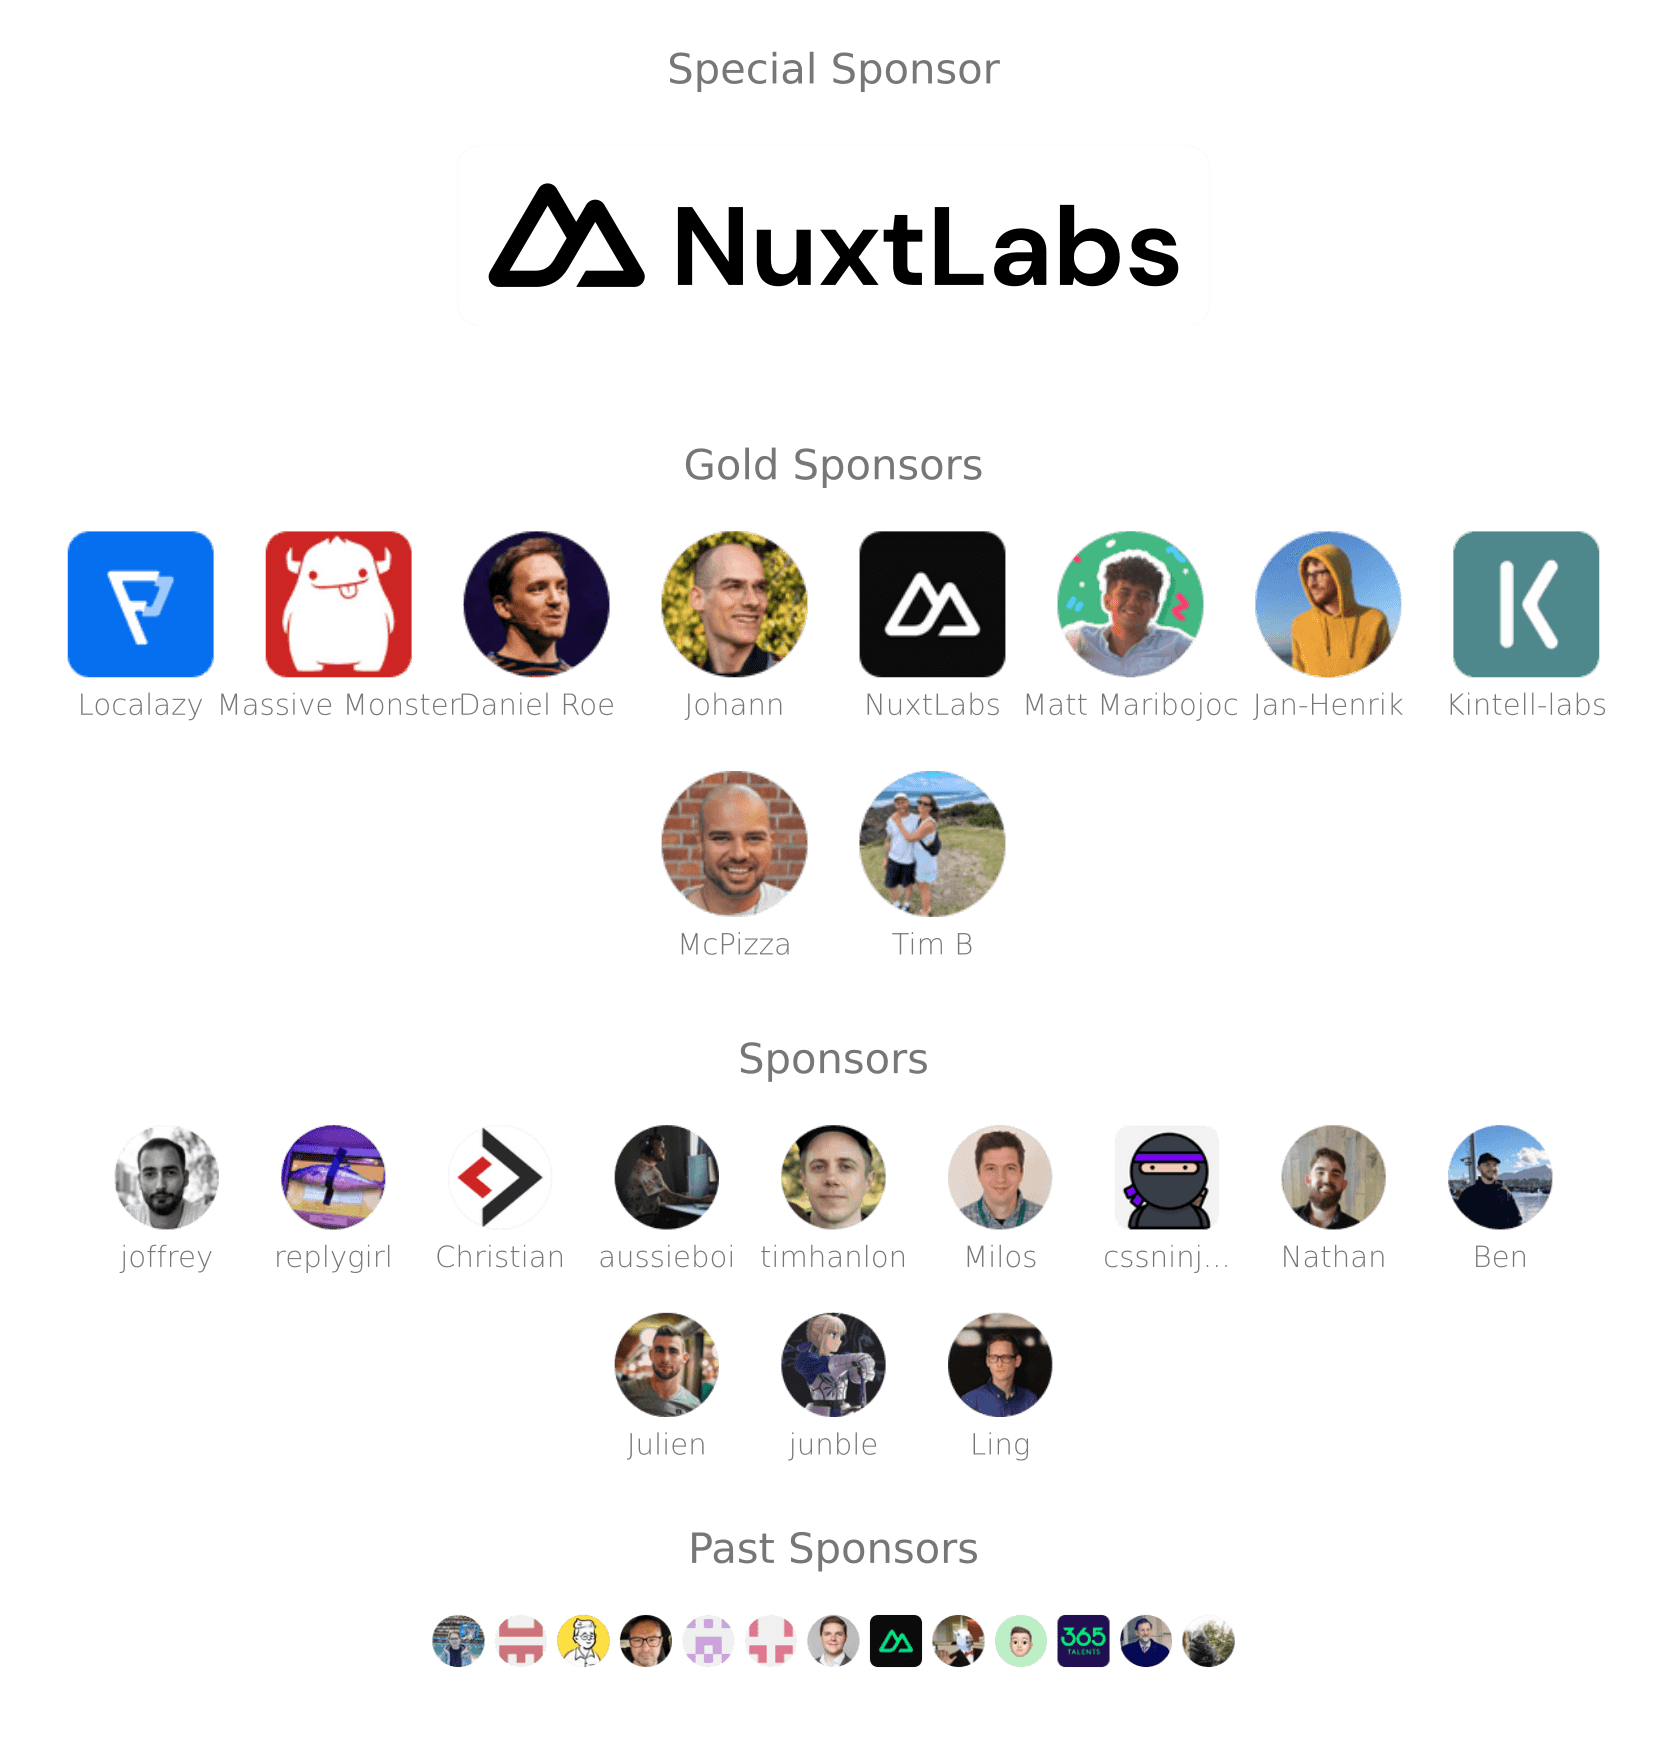 Special Sponsor
NuxtLabs
Gold Sponsors
Localazy Massive Monster Daniel Roe Johann NuxtLabs Matt Maribojoc Jan-Henrik Kintell-labs
McPizza Tim B
Sponsors
joffrey replygirl Christian aussieboi timhanlon Milos cssninj... Nathan Ben
Julien junble Ling
Past Sponsors
365
TALENTS